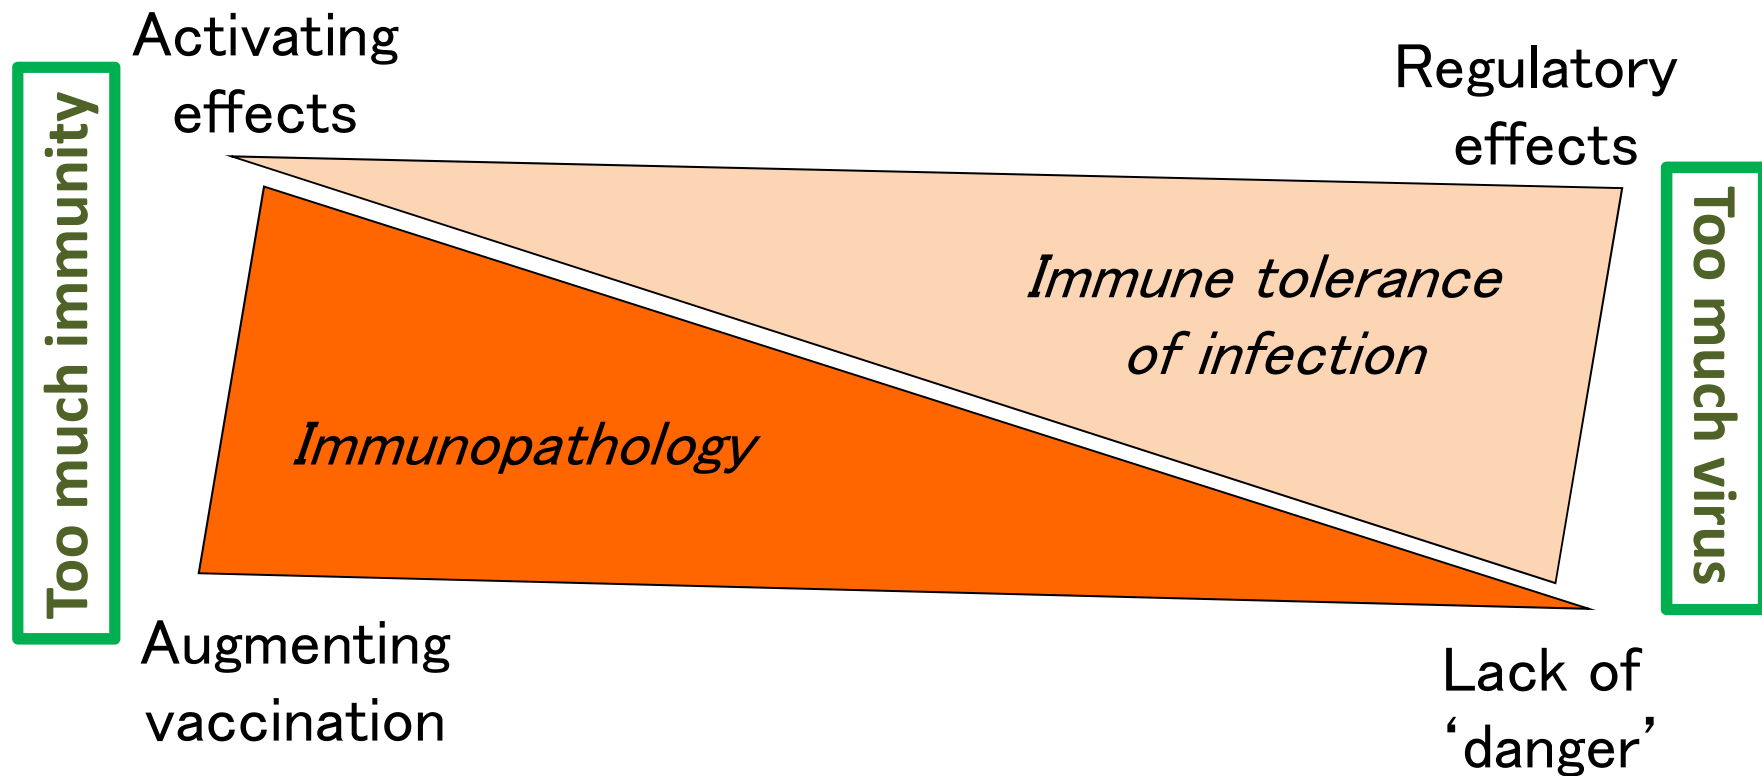 Activating
effects
Regulatory
effects
Too much immunity
Immune tolerance
of infection
Immunopathology
Too much virus
Augmenting
vaccination
Lack of
‘danger’